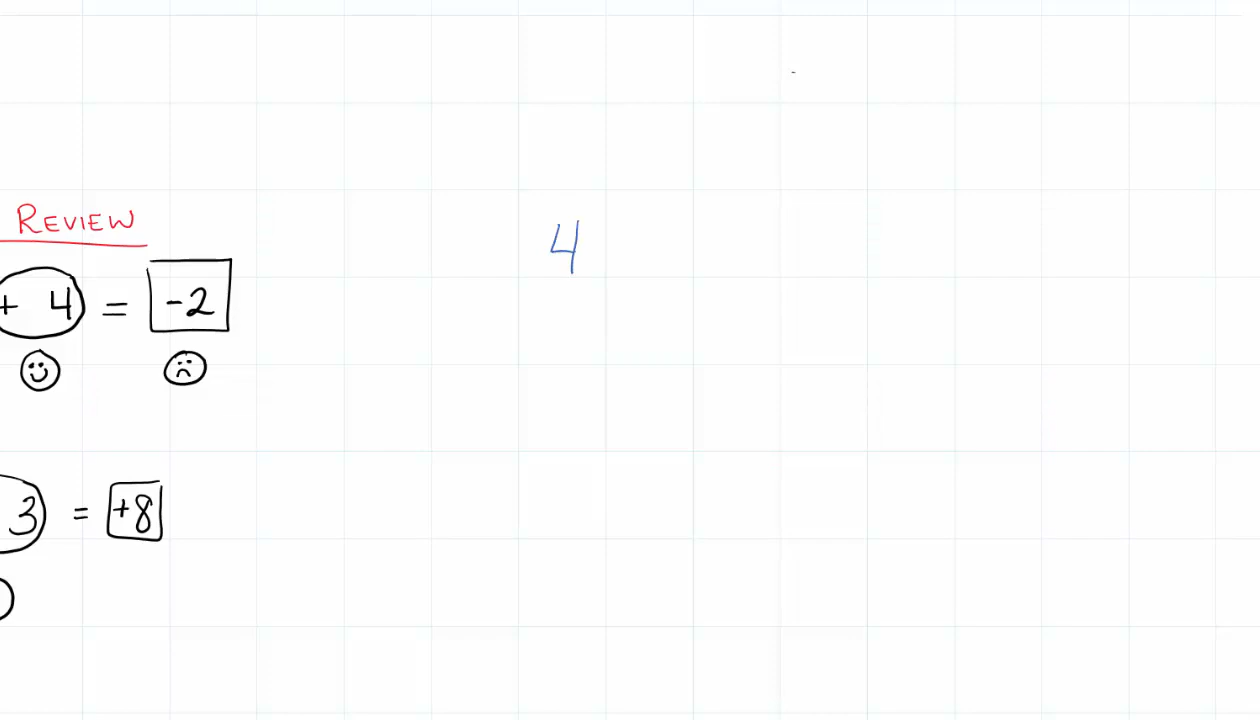 REVIEW
4
+ 4 = -2
3 = +8